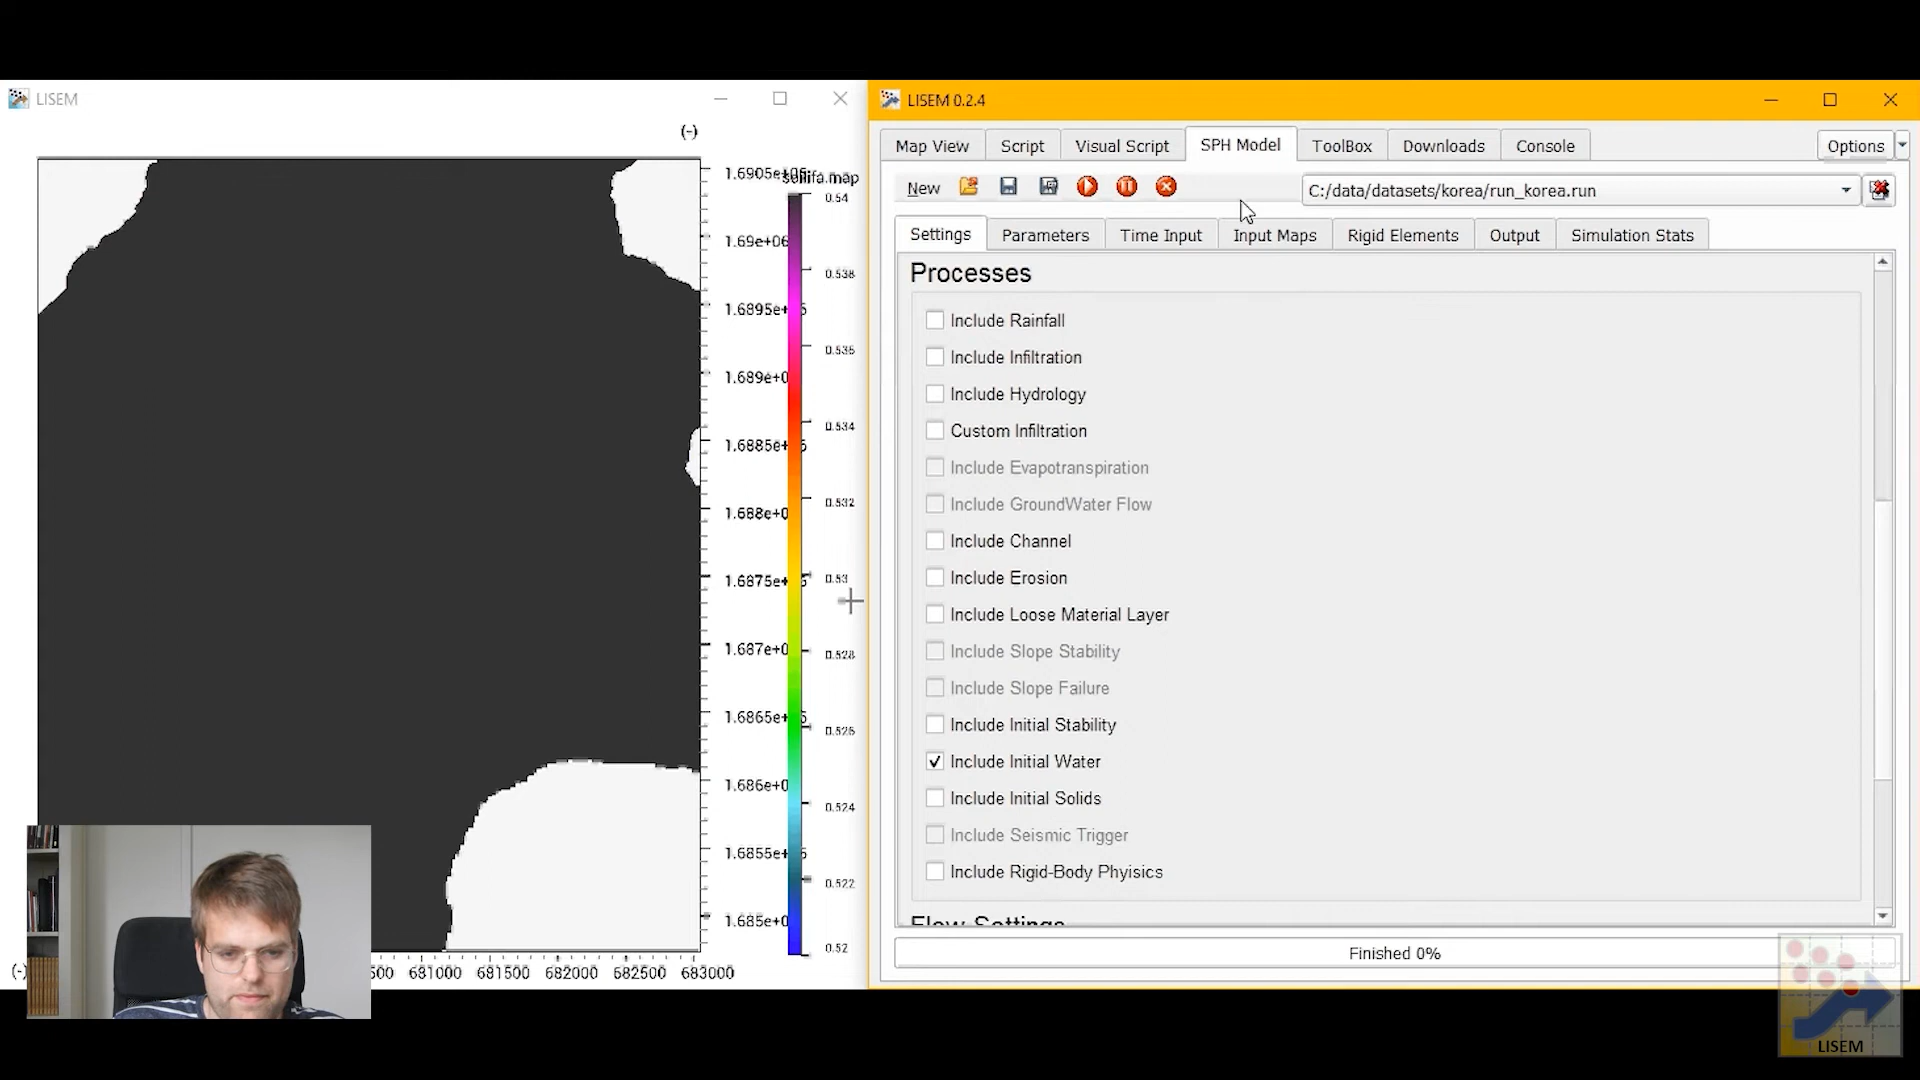 LISEM
(-)
1.6905e+06
0.54
1.69e+06
0.538
1.6895e+
0.536
1.689e+0
0.534
1.6885e+
0.532
1.688e+0
1.6875e+
0.53
1.687e+0
0.528
1.6865e+
0.526
1.686e+0
0.524
1.6855e+
0.522
1.685e+0
0.52
(-)
500
681000
681500
682000
682500
683000
LISEM 0.2.4
Map View
Script
Visual Script
SPH Model
ToolBox
Downloads
Console
Options
New
C:/data/datasets/korea/run_korea.run
Settings
Parameters
Time Input
Input Maps
Rigid Elements
Output
Simulation Stats
Processes
Include Rainfall
Include Infiltration
Include Hydrology
Custom Infiltration
Include Evapotranspiration
Include GroundWater Flow
Include Channel
Include Erosion
Include Loose Material Layer
Include Slope Stability
Include Slope Failure
Include Initial Stability
Include Initial Water
Include Initial Solids
Include Seismic Trigger
Include Rigid-Body Phyisics
Flow Settings
Finished 0%
LISEM